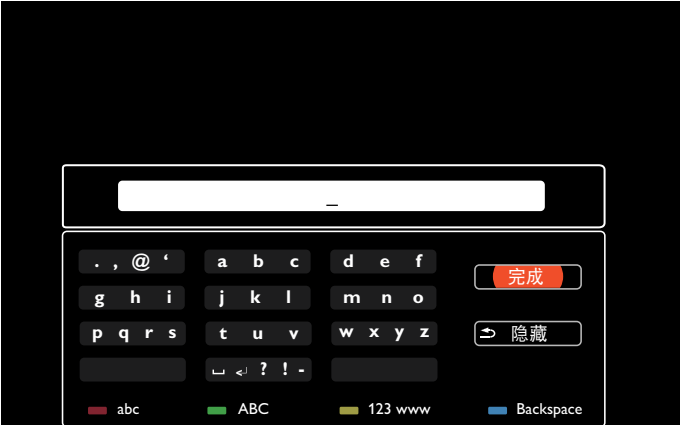 _
. , @ ‘ a b c d e f
完成
g h i j k l m n o
p q r s t u v w x y z
隐藏
␣ ↵ ? ! -
abc ABC 123 www Backspace